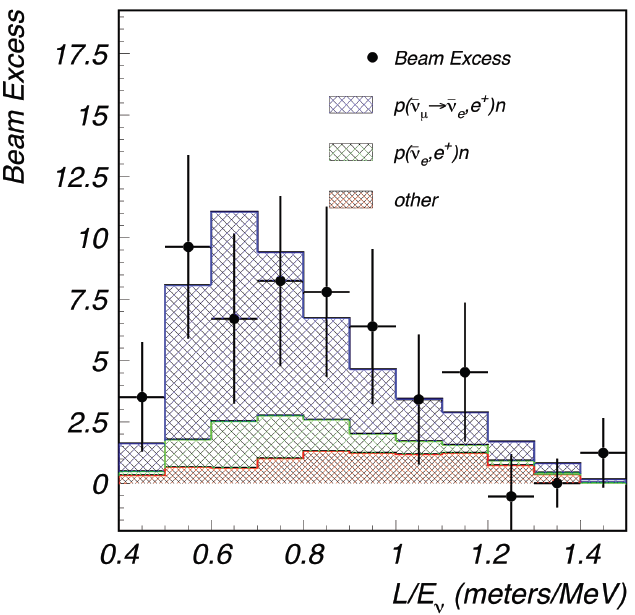 Beam Excess
17.5
15
12.5
10
7.5
5
2.5
0
Beam Excess
p(ν̄μ→ν̄e,e⁺)n
p(ν̄e,e⁺)n
other
0.4 0.6 0.8 1 1.2 1.4
L/Eν (meters/MeV)